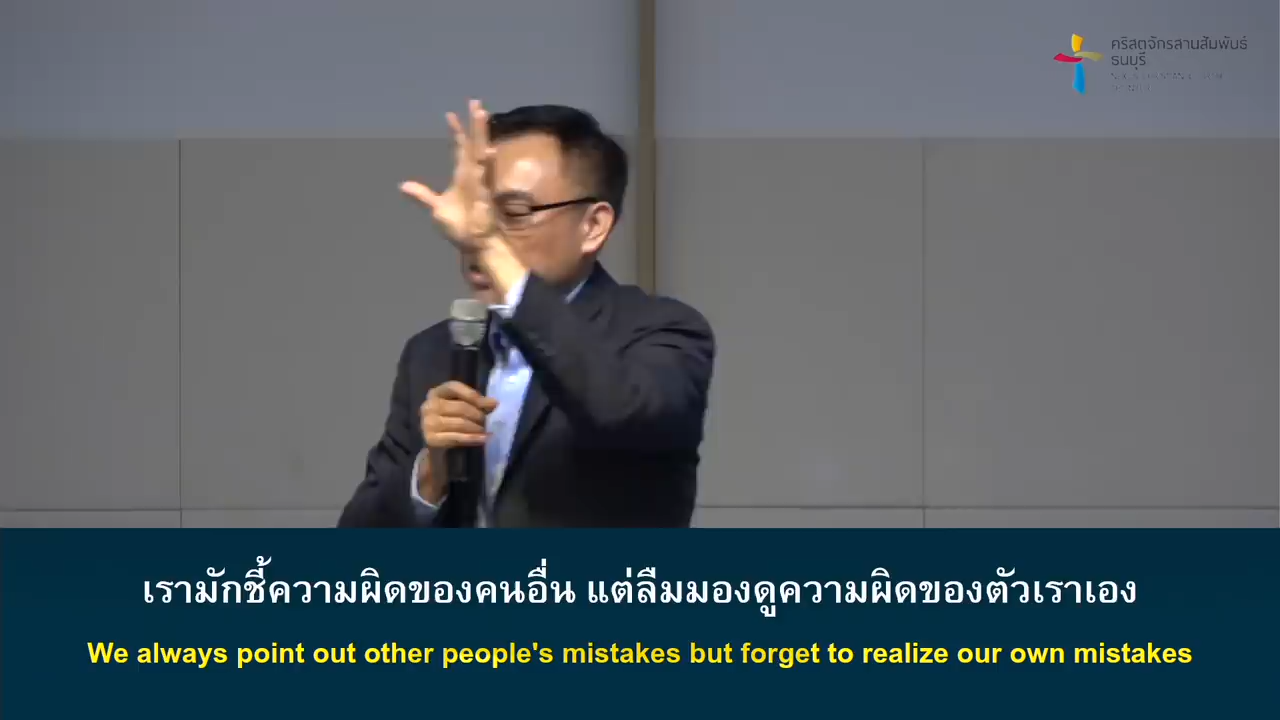 คริสตจักรสานสัมพันธ์
ธนบุรี
เรามักชี้ความผิดของคนอื่น แต่ลืมมองดูความผิดของตัวเราเอง
We always point out other people's mistakes but forget to realize our own mistakes